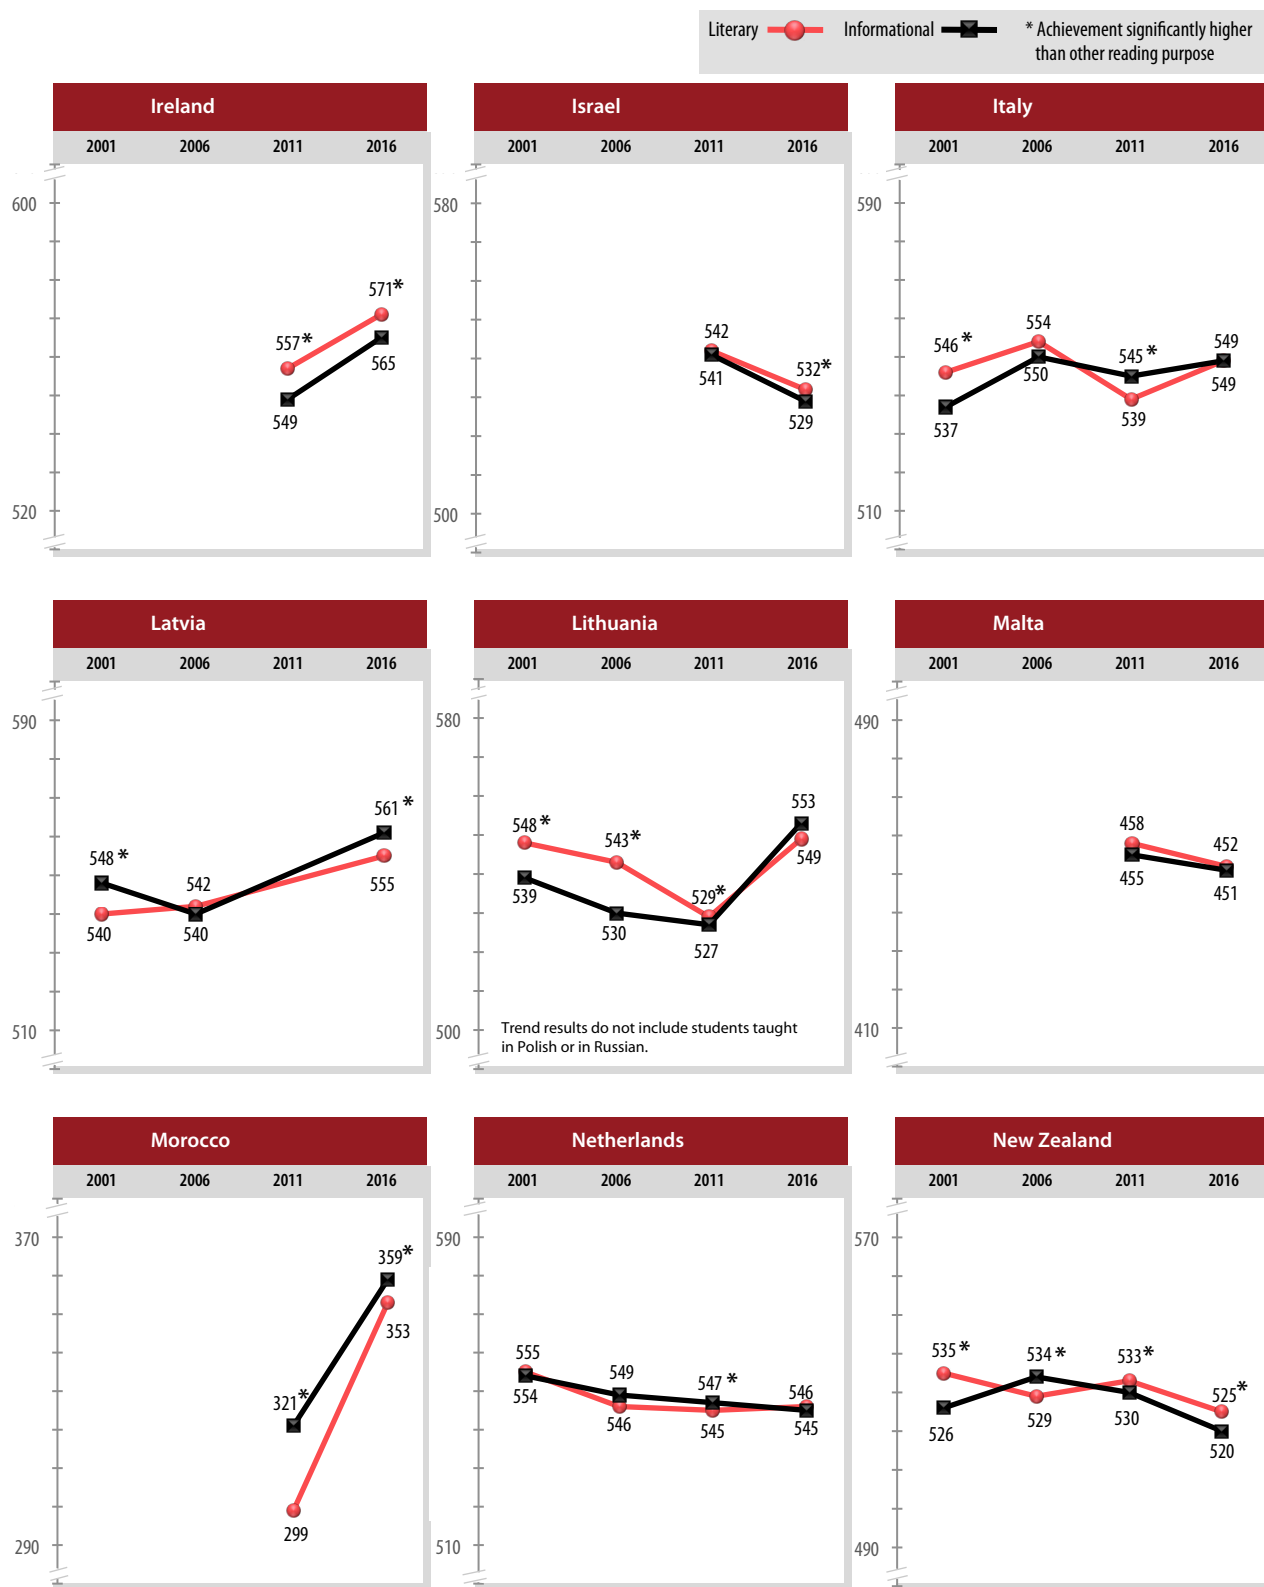 Literary Informational * Achievement significantly higher
than other reading purpose
Ireland Israel Italy
2001 2006 2011 2016 2001 2006 2011 2016 2001 2006 2011 2016
600 580 590
571*
557* 542 554 549
546* 545*
565 532*
541 550
549 529 537 539 549
520 500 510
Latvia Lithuania Malta
2001 2006 2011 2016 2001 2006 2011 2016 2001 2006 2011 2016
590 580 490
561* 553
548* 458
548* 543* 452
542 549
555 539 529* 455 451
540 540 530 527
510 500 410
Trend results do not include students taught
in Polish or in Russian.
Morocco Netherlands New Zealand
2001 2006 2011 2016 2001 2006 2011 2016 2001 2006 2011 2016
370 590 570
359*
353 555 535* 534* 533*
549 547* 546 525*
321* 554
546 545 545 526 529 530 520
299
290 510 490